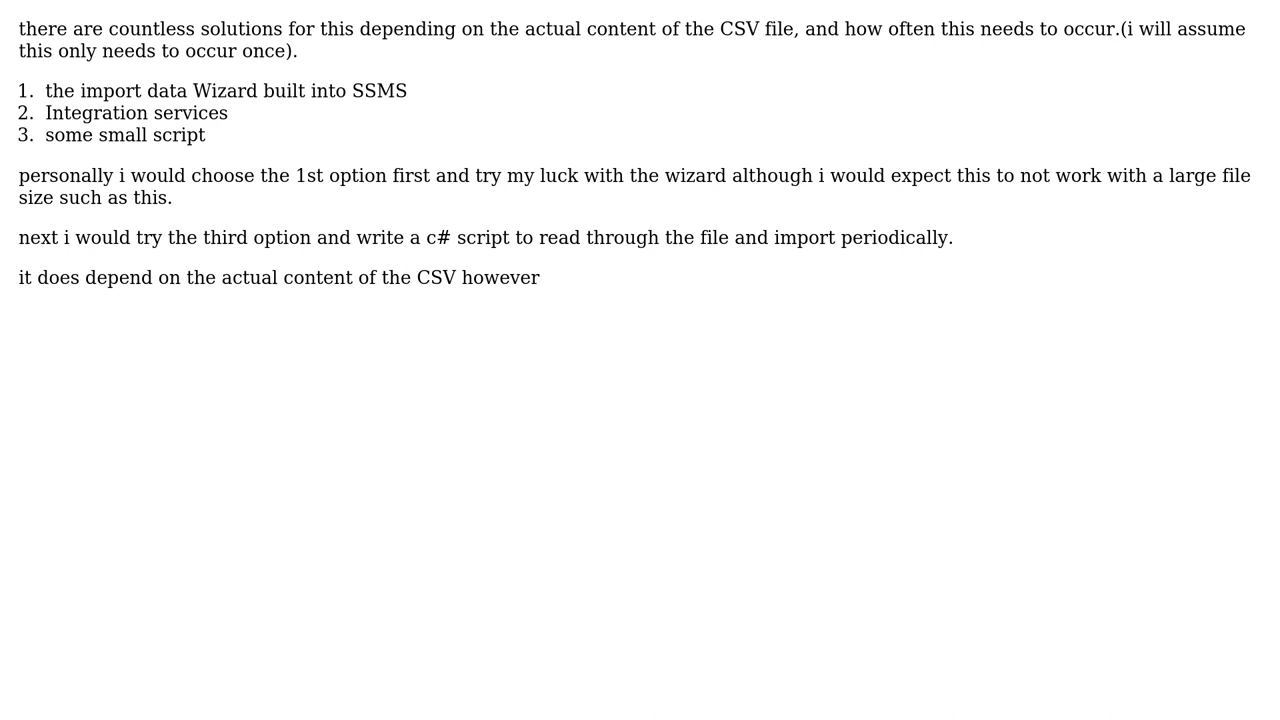 there are countless solutions for this depending on the actual content of the CSV file, and how often this needs to occur.(i will assume
this only needs to occur once).
1. the import data Wizard built into SSMS
2. Integration services
3. some small script
personally i would choose the 1st option first and try my luck with the wizard although i would expect this to not work with a large file
size such as this.
next i would try the third option and write a c# script to read through the file and import periodically.
it does depend on the actual content of the CSV however